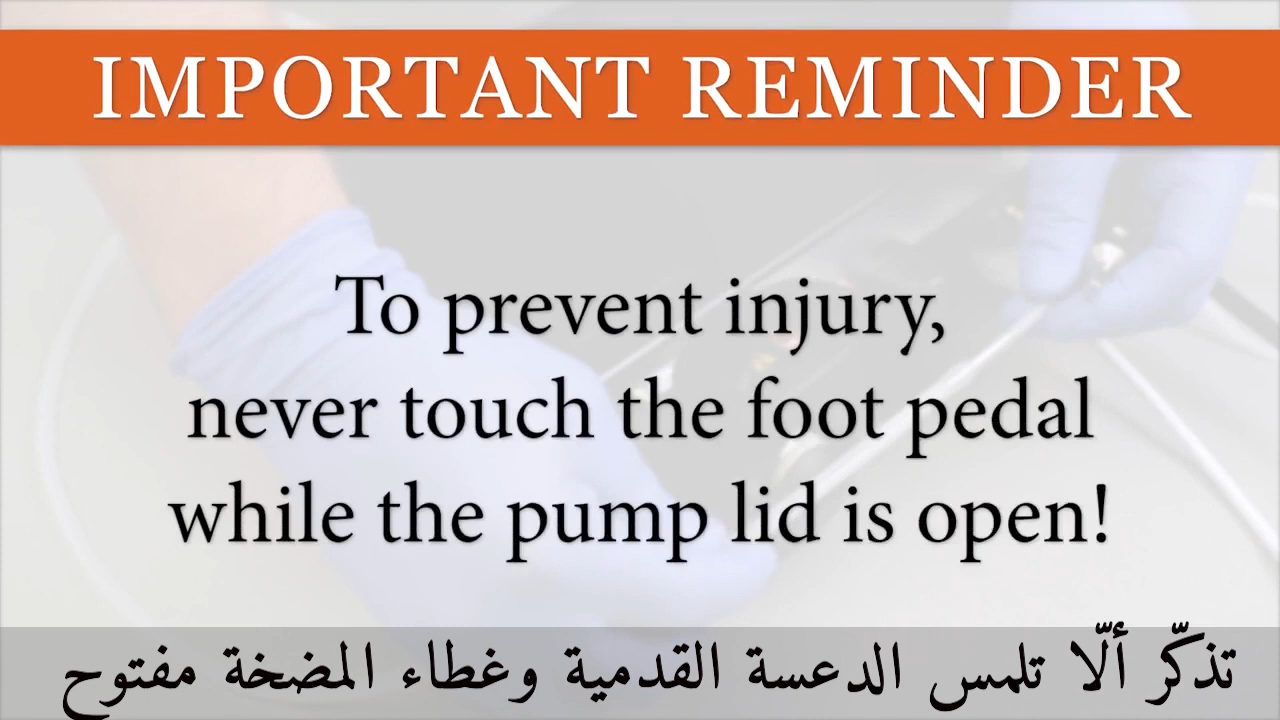 IMPORTANT REMINDER
To prevent injury,
never touch the foot pedal
while the pump lid is open!
تذكّر ألّا تلمس الدعسة القدمية وغطاء المضخة مفتوح